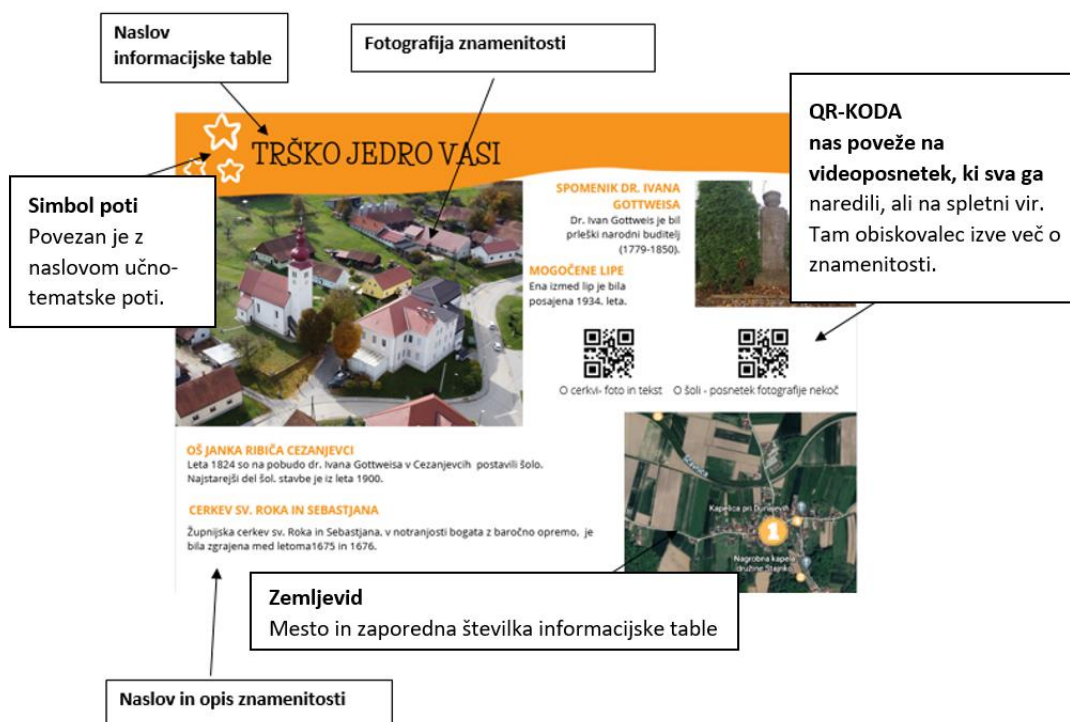 Naslov
informacijske table
Fotografija znamenitosti
QR-KODA
nas poveže na
videoposnetek, ki sva ga
naredili, ali na spletni vir.
Tam obiskovalec izve več o
znamenitosti.
Simbol poti
Povezan je z
naslovom učno-
tematske poti.
TRŠKO JEDRO VASI
SPOMENIK DR. IVANA
GOTTWEISA
Dr. Ivan Gottweis je bil
prleški narodni buditelj
(1779-1850).
MOGOČENE LIPE
Ena izmed lip je bila
posajena 1934. leta.
O cerkvi- foto in tekst
O šoli - posnetek fotografije nekoč
OŠ JANKA RIBIČA CEZANJEVCI
Leta 1824 so na pobudo dr. Ivana Gottweisa v Cezanjevcih postavili šolo.
Najstarejši del šol. stavbe je iz leta 1900.
CERKEV SV. ROKA IN SEBASTJANA
Župnijska cerkev sv. Roka in Sebastjana, v notranjosti bogata z baročno opremo, je
bila zgrajena med letoma1675 in 1676.
Kapelica pri Dunajevih
1
Nagrobna kapela
družine Stajnko
Zemljevid
Mesto in zaporedna številka informacijske table
Naslov in opis znamenitosti